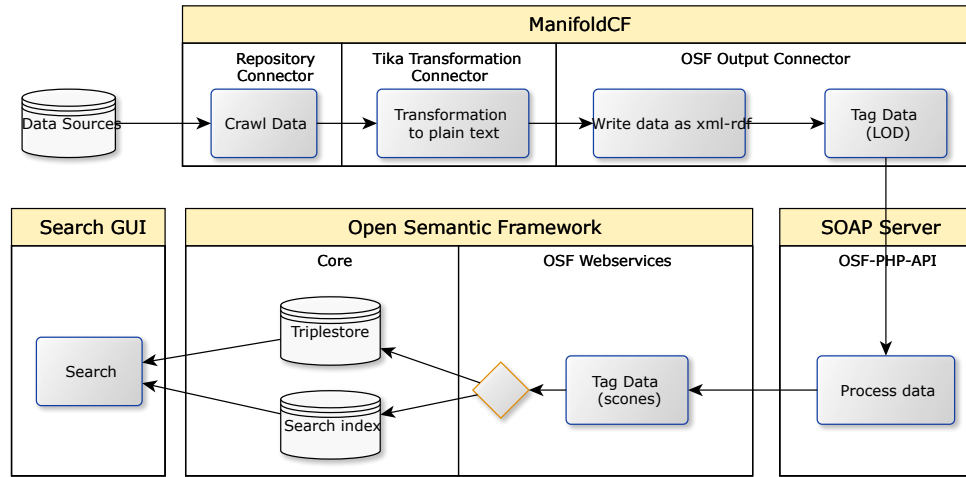 ManifoldCF
Repository
Connector
Tika Transformation
Connector
OSF Output Connector
Data Sources
Crawl Data
Transformation
to plain text
Write data as xml-rdf
Tag Data
(LOD)
Search GUI
Open Semantic Framework
SOAP Server
Core
OSF Webservices
OSF-PHP-API
Triplestore
Search
Tag Data
(scones)
Process data
Search index